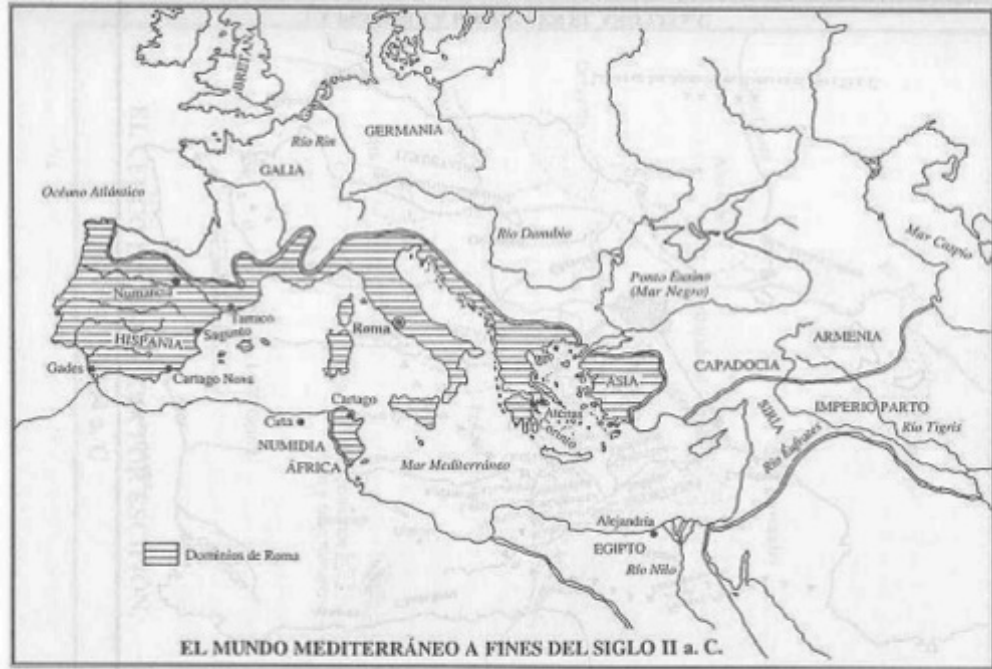 BRETANA
GERMANIA
Río Rin
GALIA
Océano Atlántico
Río Danubio
Mar Caspio
Ponto Euxino
(Mar Negro)
Numancia
Tarraco
Sagunto
HISPANIA
Roma
ARMENIA
CAPADOCIA
ASIA
Gades
Cartago Nova
Cartago
Atenas
Corinto
SIRIA
IMPERIO PARTO
Río Tigris
Cirta
NUMIDIA
ÁFRICA
Mar Mediterráneo
Río Éufrates
Alejandría
EGIPTO
Río Nilo
Dominios de Roma
EL MUNDO MEDITERRÁNEO A FINES DEL SIGLO II a. C.